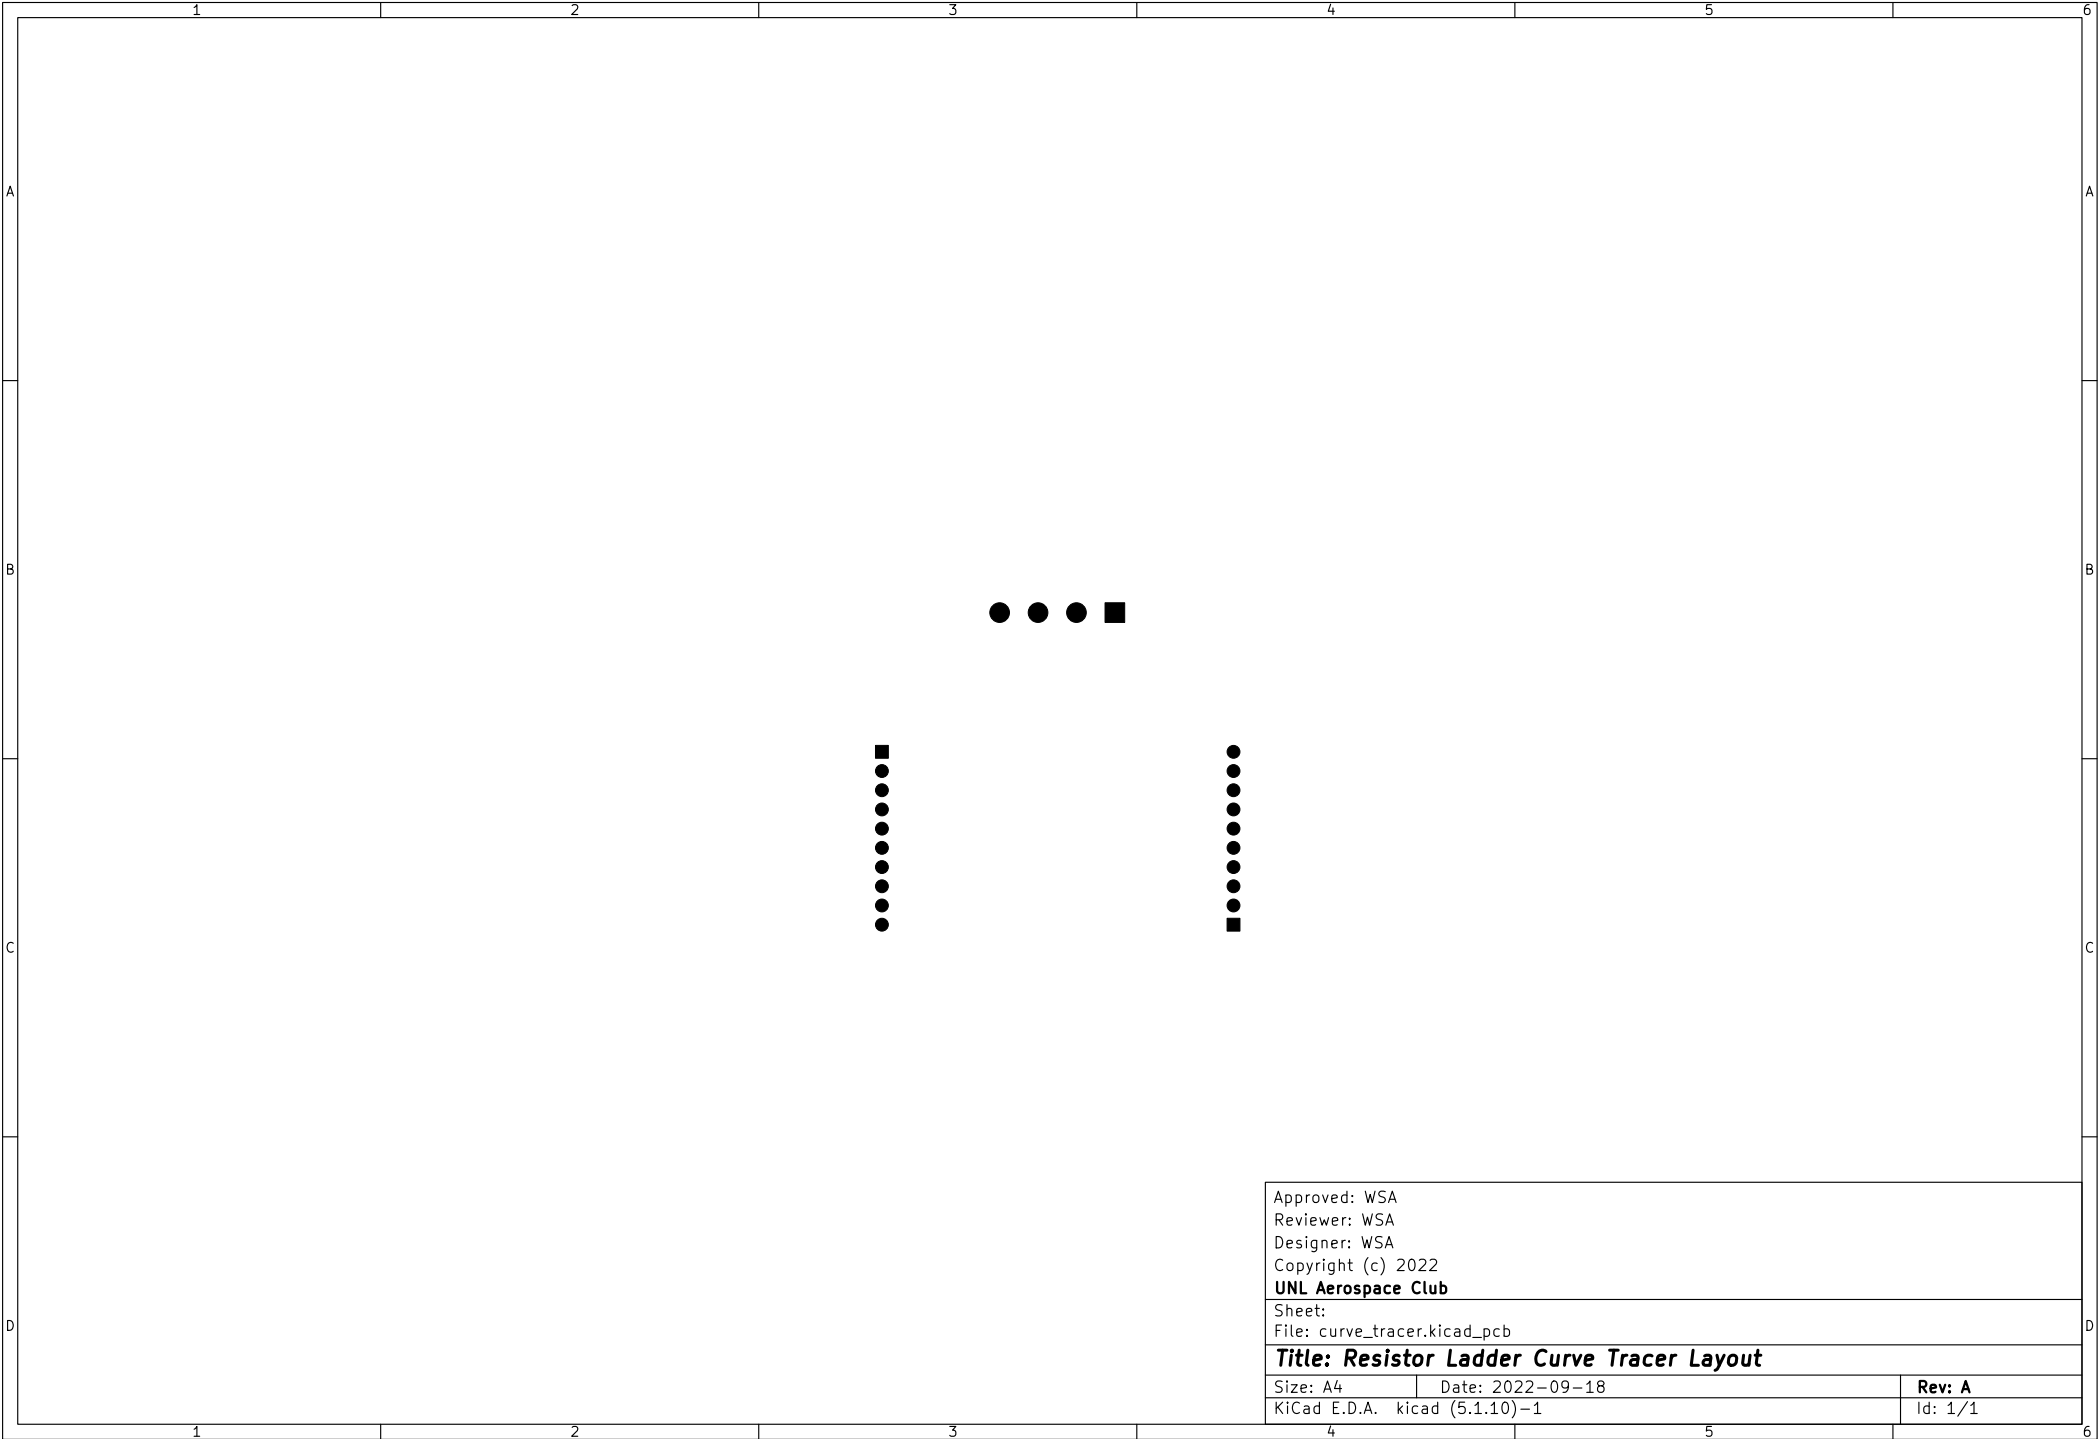 1 2 3 4 5 6
A A
B B
C C
Approved: WSA
Reviewer: WSA
Designer: WSA
Copyright (c) 2022
UNL Aerospace Club
Sheet:
D D
File: curve_tracer.kicad_pcb
Title: Resistor Ladder Curve Tracer Layout
Size: A4 Date: 2022-09-18 Rev: A
KiCad E.D.A. kicad (5.1.10)-1 Id: 1/1
1 2 3 4 5 6